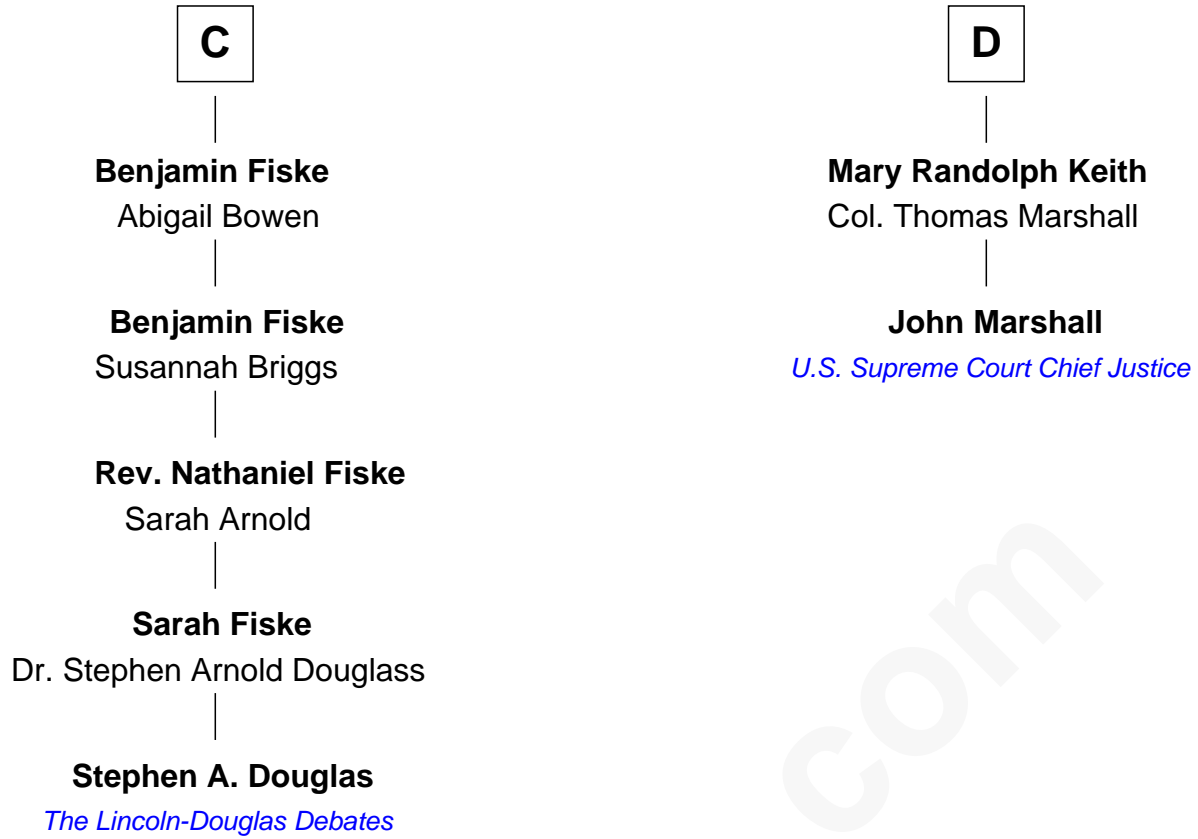 C
Benjamin Fiske
Abigail Bowen
Benjamin Fiske
Susannah Briggs
Rev. Nathaniel Fiske
Sarah Arnold
Sarah Fiske
Dr. Stephen Arnold Douglass
Stephen A. Douglas
The Lincoln-Douglas Debates
D
Mary Randolph Keith
Col. Thomas Marshall
John Marshall
U.S. Supreme Court Chief Justice
com